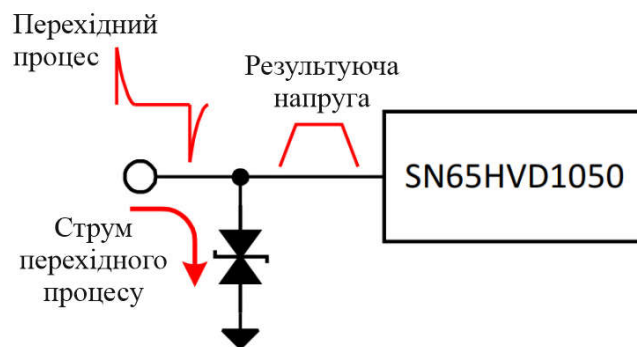 Перехідний
процес
Результуюча
напруга
SN65HVD1050
Струм
перехідного
процесу